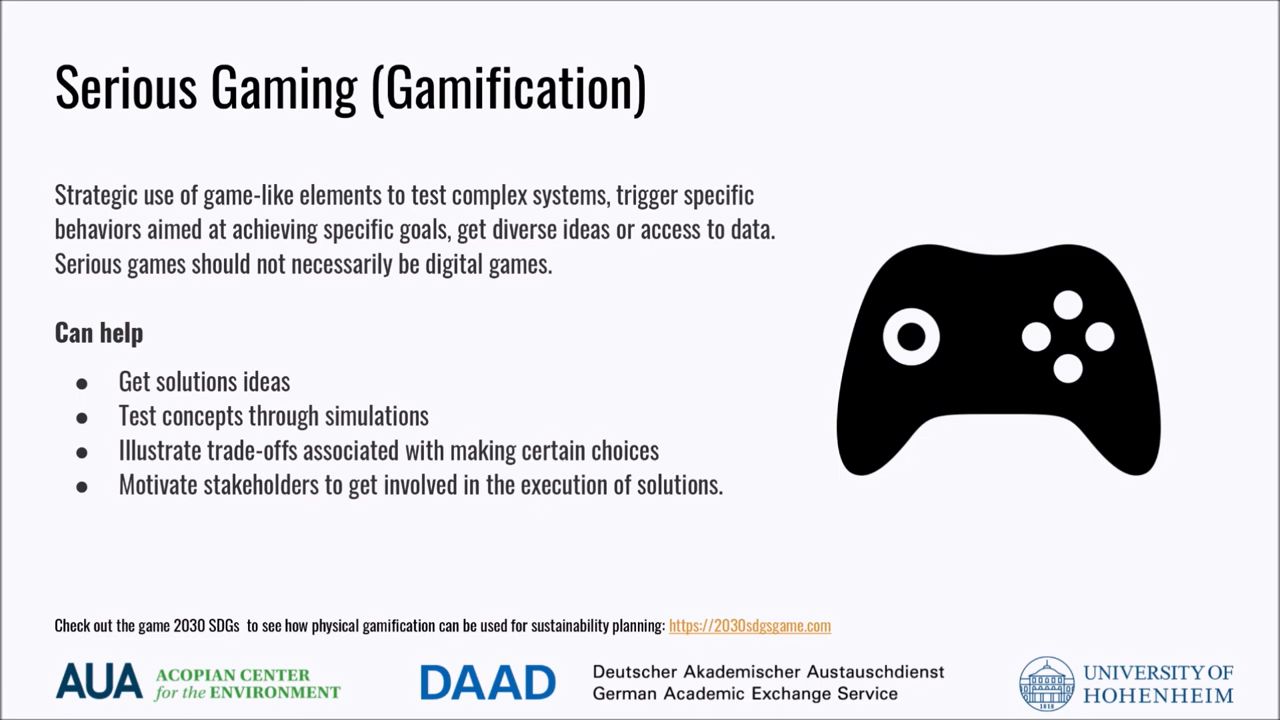 Serious Gaming (Gamification)
Strategic use of game-like elements to test complex systems, trigger specific
behaviors aimed at achieving specific goals, get diverse ideas or access to data.
Serious games should not necessarily be digital games.
Can help
● Get solutions ideas
● Test concepts through simulations
● Illustrate trade-offs associated with making certain choices
● Motivate stakeholders to get involved in the execution of solutions.
Check out the game 2030 SDGs to see how physical gamification can be used for sustainability planning: https://2030sdgsgame.com
AUA ACOPIAN CENTER
for the ENVIRONMENT
DAAD
Deutscher Akademischer Austauschdienst
German Academic Exchange Service
1818
UNIVERSITY OF
HOHENHEIM